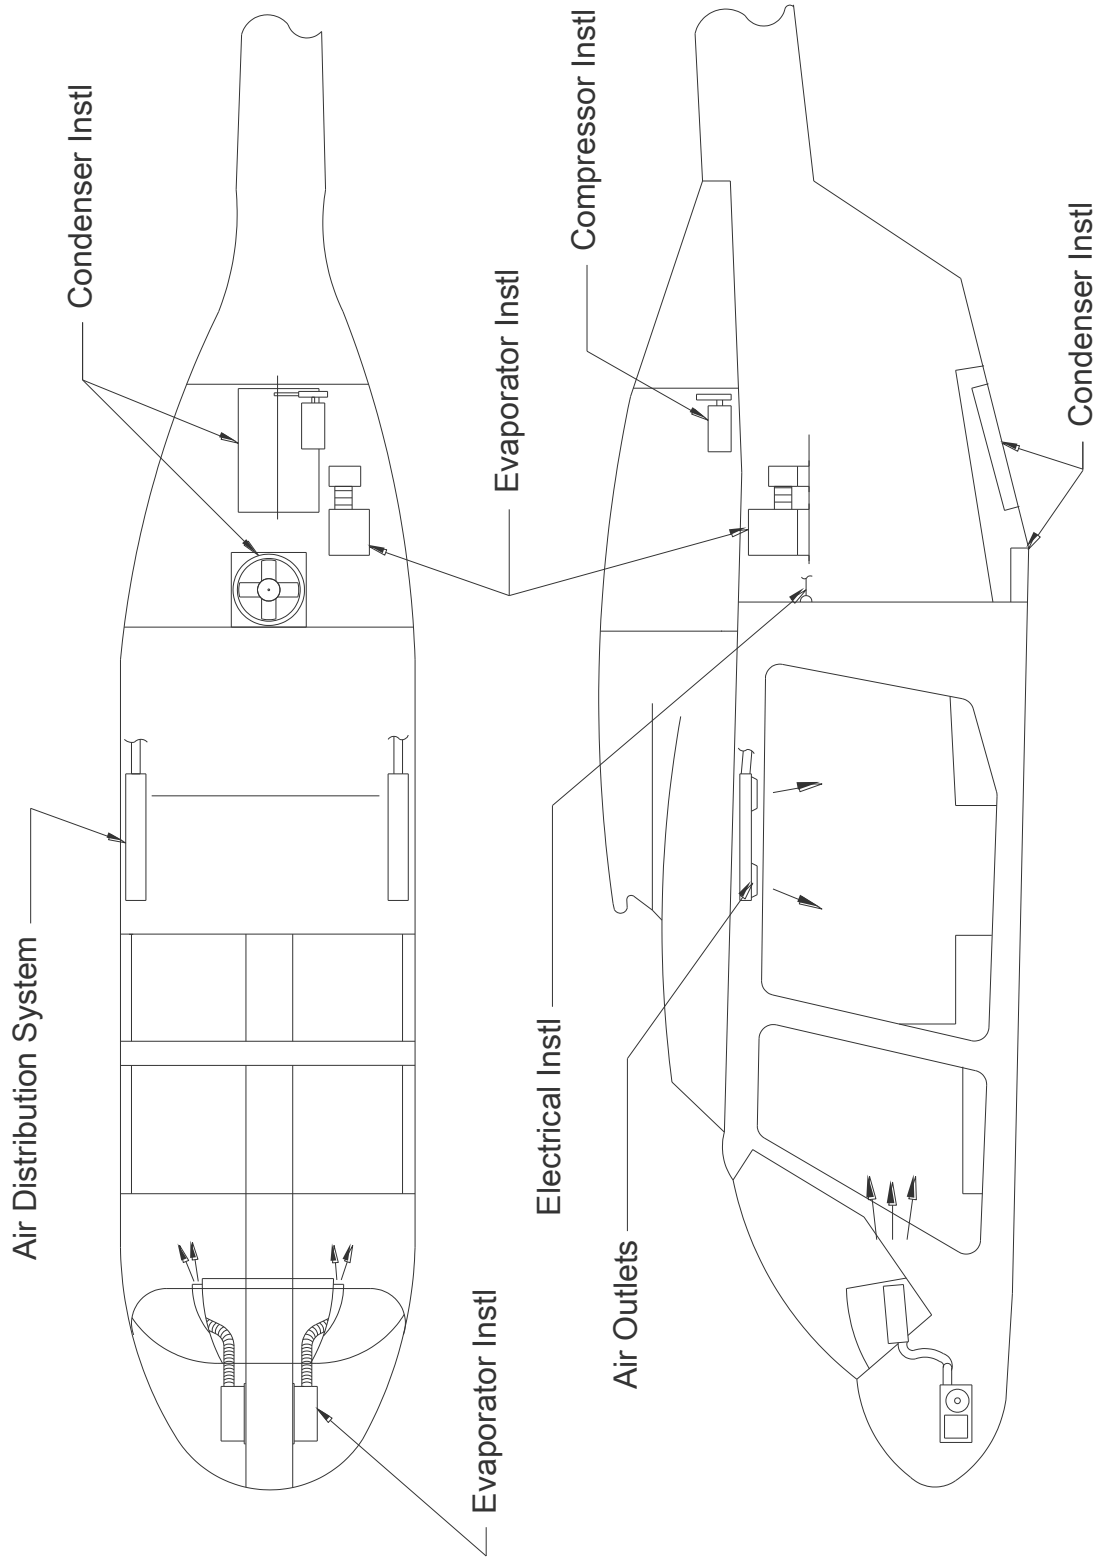 Condenser Instl
Air Distribution System
Evaporator Instl
Evaporator Instl
Compressor Instl
Electrical Instl
Air Outlets
Condenser Instl